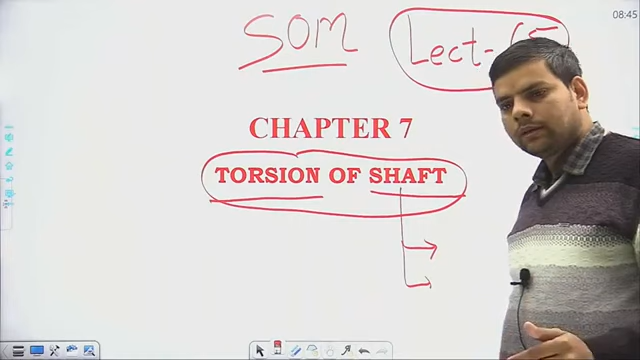 SOM
Lect-
08:45
CHAPTER 7
TORSION OF SHAFT